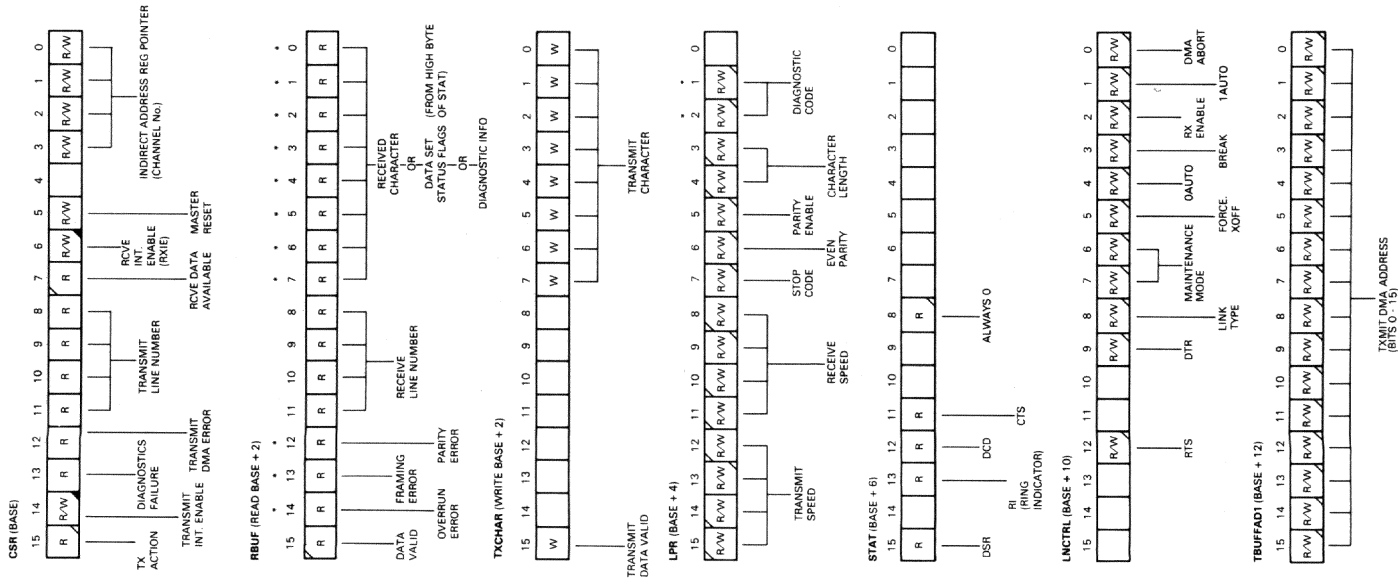 CSR (BASE)
15 14 13 12 11 10 9 8 7 6 5 4 3 2 1 0
R R/W R R R R R R R R/W R/W R/W R/W R/W R/W
TX ACTION
TRANSMIT INT. ENABLE
DIAGNOSTICS FAILURE
TRANSMIT DMA ERROR
TRANSMIT LINE NUMBER
RCVE DATA AVAILABLE
RCVE INT. ENABLE (RXIE)
MASTER RESET
INDIRECT ADDRESS REG POINTER
(CHANNEL No.)
RBUF (READ BASE + 2)
* * * * * * * * * * *
15 14 13 12 11 10 9 8 7 6 5 4 3 2 1 0
R R R R R R R R R R R R R R R R
DATA VALID
OVERRUN ERROR
FRAMING ERROR
PARITY ERROR
RECEIVE LINE NUMBER
RECEIVED CHARACTER
OR
DATA SET (FROM HIGH BYTE
STATUS FLAGS OF STAT)
OR
DIAGNOSTIC INFO
TXCHAR (WRITE BASE + 2)
15 14 13 12 11 10 9 8 7 6 5 4 3 2 1 0
W W W W W W W W W
TRANSMIT DATA VALID
TRANSMIT CHARACTER
LPR (BASE + 4)
* *
15 14 13 12 11 10 9 8 7 6 5 4 3 2 1 0
R/W R/W R/W R/W R/W R/W R/W R/W R/W R/W R/W R/W R/W R/W R/W
TRANSMIT SPEED
RECEIVE SPEED
STOP CODE
EVEN PARITY
PARITY ENABLE
CHARACTER LENGTH
DIAGNOSTIC CODE
STAT (BASE + 6)
15 14 13 12 11 10 9 8 7 6 5 4 3 2 1 0
R R R R R
DSR
RI (RING INDICATOR)
DCD
CTS
ALWAYS 0
LNCTRL (BASE + 10)
15 14 13 12 11 10 9 8 7 6 5 4 3 2 1 0
R/W R/W R/W R/W R/W R/W R/W R/W R/W R/W R/W
RTS
DTR
LINK TYPE
MAINTENANCE MODE
FORCE. XOFF
0AUTO
BREAK
RX ENABLE
1AUTO
DMA ABORT
TBUFFAD1 (BASE + 12)
15 14 13 12 11 10 9 8 7 6 5 4 3 2 1 0
R/W R/W R/W R/W R/W R/W R/W R/W R/W R/W R/W R/W R/W R/W R/W R/W
TXMIT DMA ADDRESS
(BITS 0 - 15)